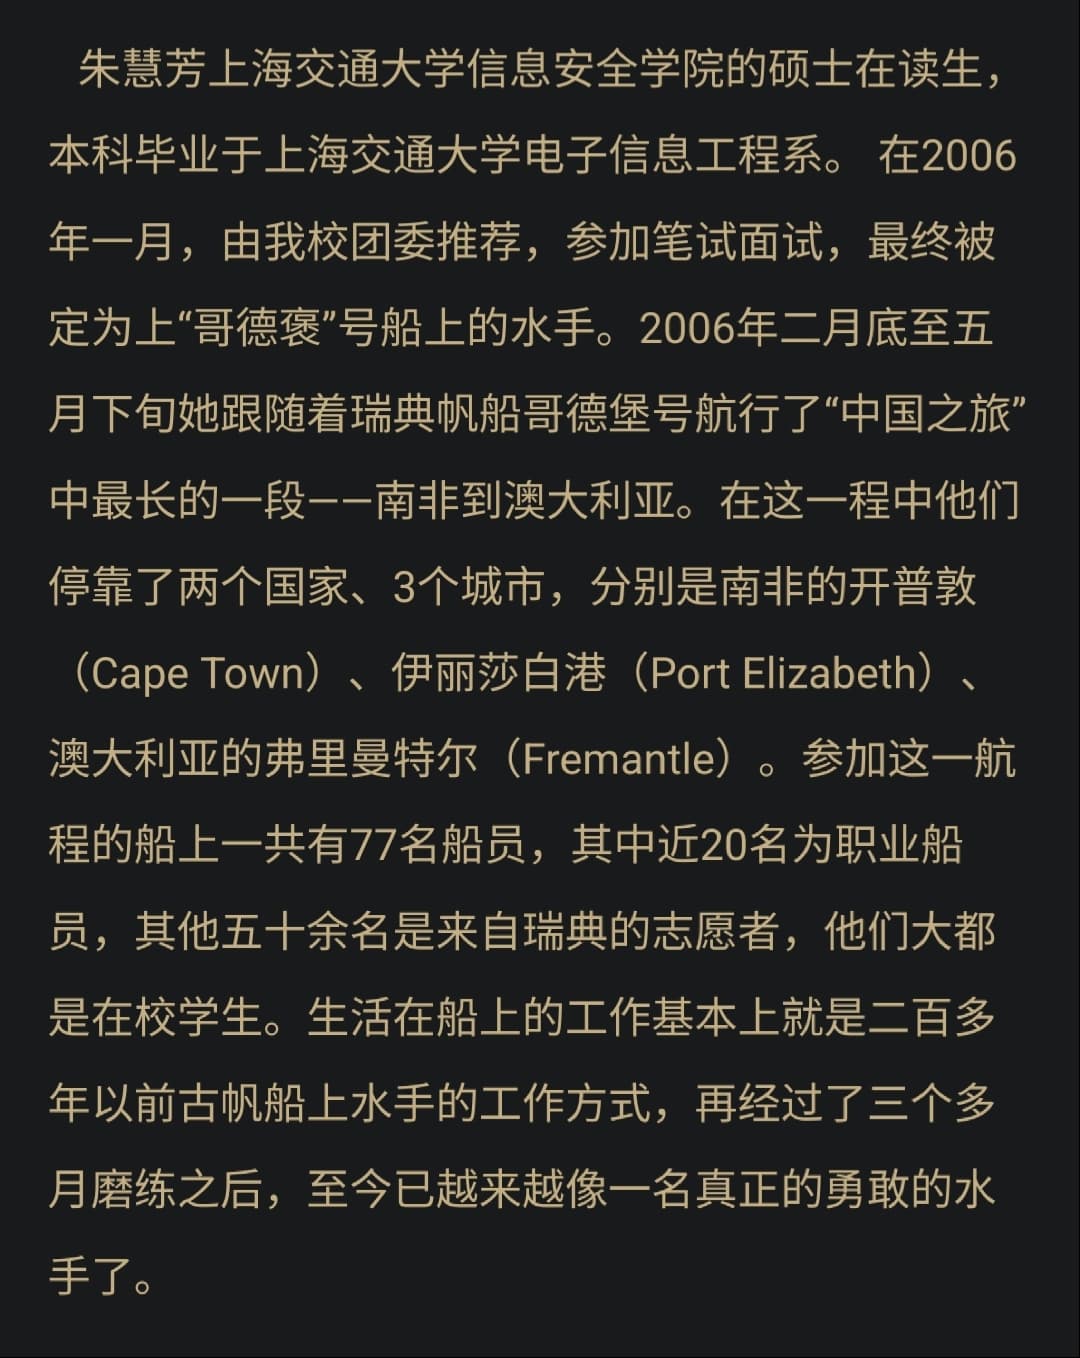 朱慧芳上海交通大学信息安全学院的硕士在读生，
本科毕业于上海交通大学电子信息工程系。 在2006
年一月，由我校团委推荐，参加笔试面试，最终被
定为上“哥德褒”号船上的水手。2006年二月底至五
月下旬她跟随着瑞典帆船哥德堡号航行了“中国之旅”
中最长的一段——南非到澳大利亚。在这一程中他们
停靠了两个国家、3个城市，分别是南非的开普敦
（Cape Town）、伊丽莎白港（Port Elizabeth）、
澳大利亚的弗里曼特尔（Fremantle）。参加这一航
程的船上一共有77名船员，其中近20名为职业船
员，其他五十余名是来自瑞典的志愿者，他们大都
是在校学生。生活在船上的工作基本上就是二百多
年以前古帆船上水手的工作方式，再经过了三个多
月磨练之后，至今已越来越像一名真正的勇敢的水
手了。